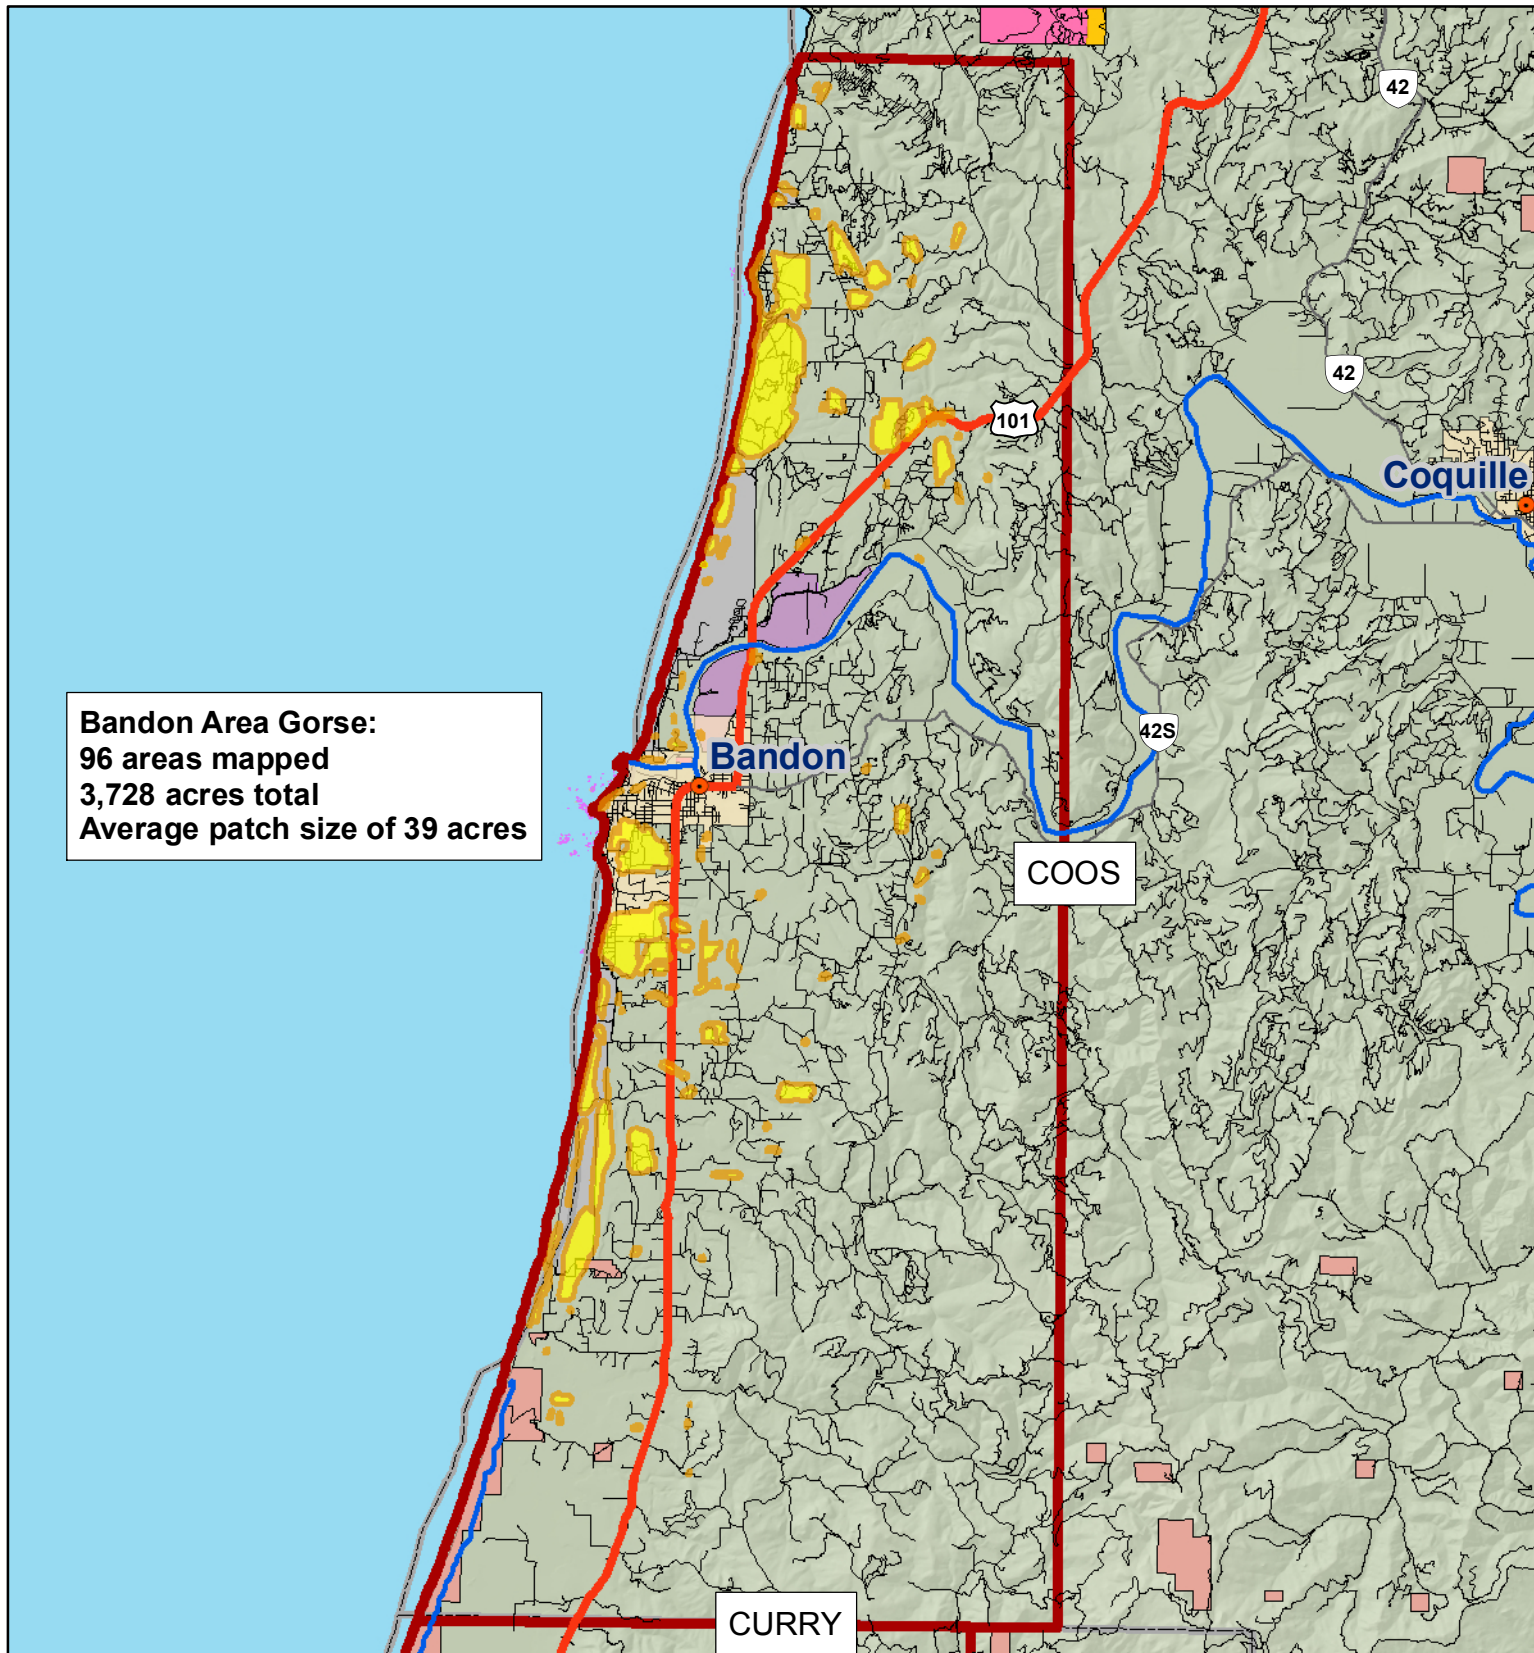 42
42
101
Coquille
42S
Bandon Area Gorse:
96 areas mapped
3,728 acres total
Average patch size of 39 acres
Bandon
COOS
CURRY